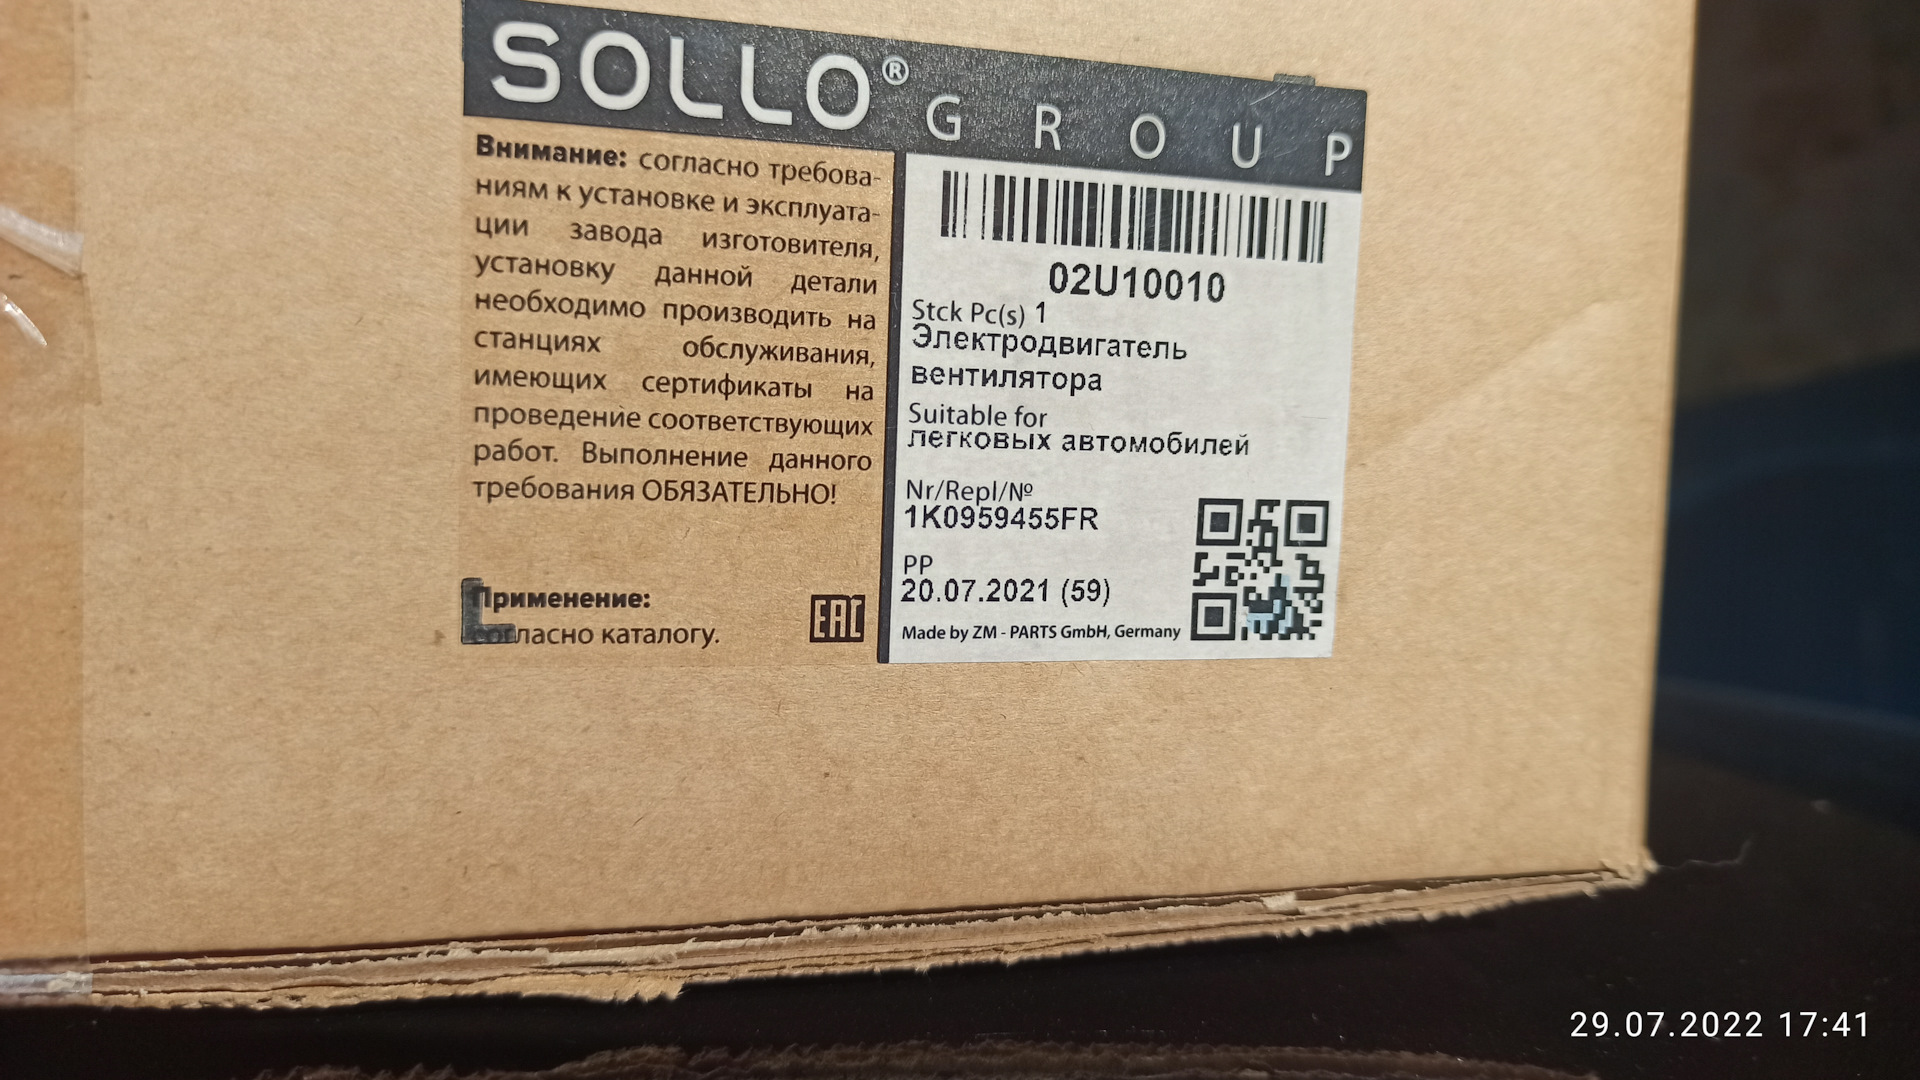 SOLLO® GROUP
Внимание: согласно требова-
ниям к установке и эксплуата-
ции завода изготовителя,
установку данной детали
необходимо производить на
станциях обслуживания,
имеющих сертификаты на
проведение соответствующих
работ. Выполнение данного
требования ОБЯЗАТЕЛЬНО!
Применение:
согласно каталогу.
EAC
02U10010
Stck Pc(s) 1
Электродвигатель
вентилятора
Suitable for
легковых автомобилей
Nr/Repl/№
1K0959455FR
PP
20.07.2021 (59)
Made by ZM - PARTS GmbH, Germany
29.07.2022 17:41